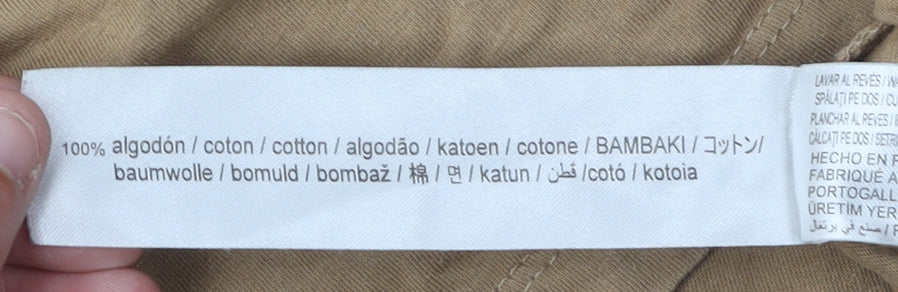 100% algodón / coton / cotton / algodão / katoen / cotone / BAMBAKI / コットン/
baumwolle / bomuld / bombaž / 棉 / 면 / katun / قطن /cotó / kotoia
LAVAR AL REVÉS /
SPĂLAȚI PE DOS / CU
PLANCHAR AL REVES /
CĂLCAȚI PE DOS /
HECHO EN
FABRIQUÉ
PORTOGALL
ÜRETİM YER
صنع في برتغال /